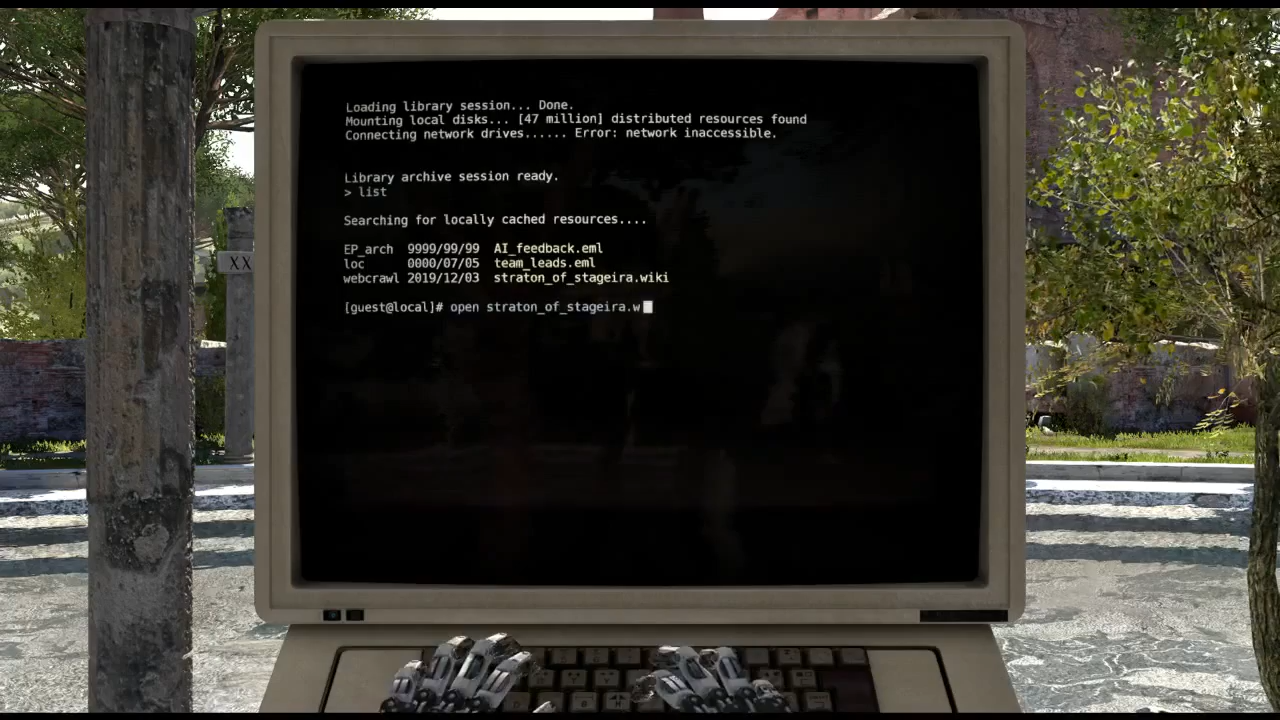 Loading library session... Done.
Mounting local disks... [47 million] distributed resources found
Connecting network drives...... Error: network inaccessible.
Library archive session ready.
> list
Searching for locally cached resources....
EP_arch 9999/99/99 AI_feedback.eml
loc 0000/07/05 team_leads.eml
webcrawl 2019/12/03 straton_of_stageira.wiki
[guest@local]# open straton_of_stageira.w
XX